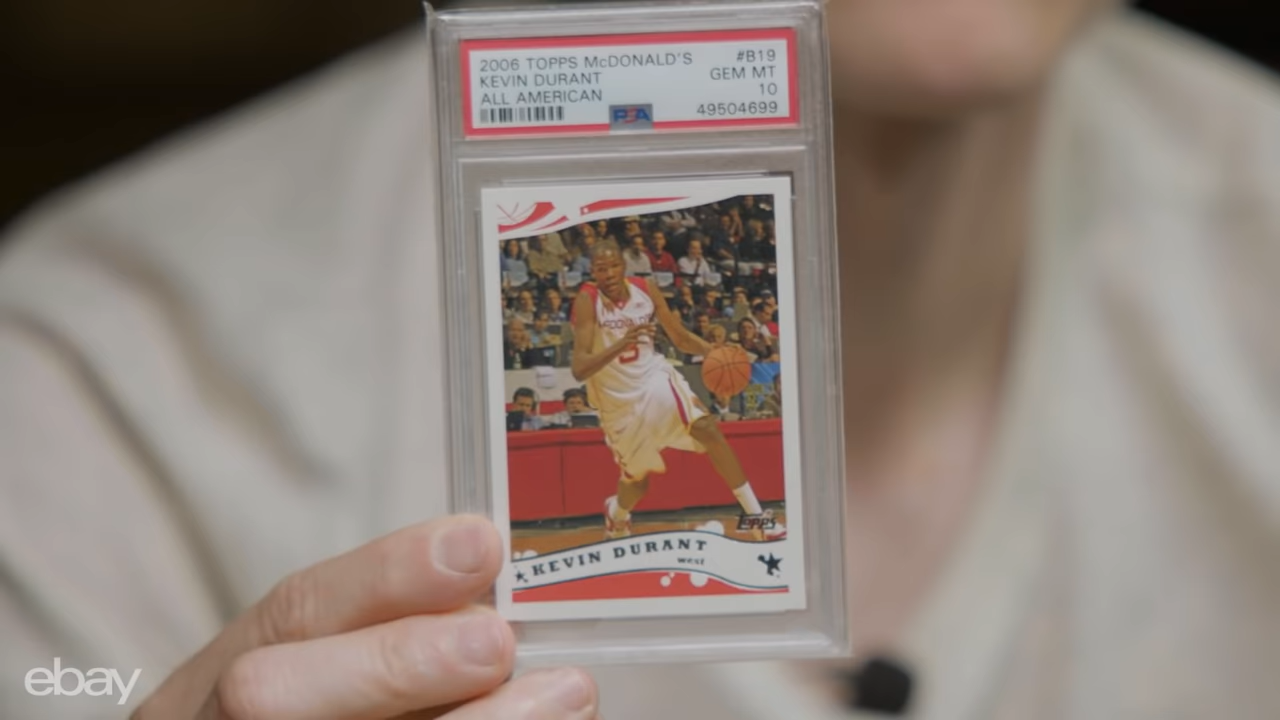 2006 TOPPS McDONALD'S #B19
KEVIN DURANT GEM MT
ALL AMERICAN 10
PSA 49504699
TOPPS
KEVIN DURANT
west
ebay